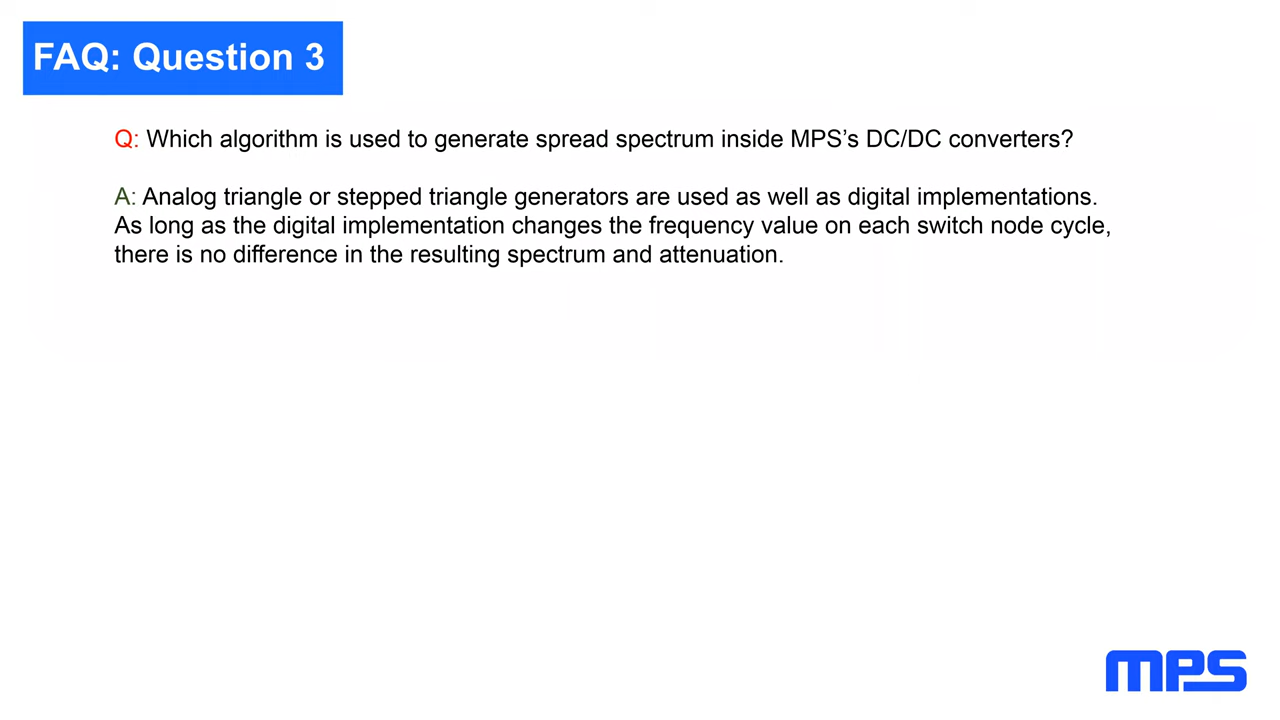 FAQ: Question 3
Q: Which algorithm is used to generate spread spectrum inside MPS’s DC/DC converters?
A: Analog triangle or stepped triangle generators are used as well as digital implementations.
As long as the digital implementation changes the frequency value on each switch node cycle,
there is no difference in the resulting spectrum and attenuation.
mPS